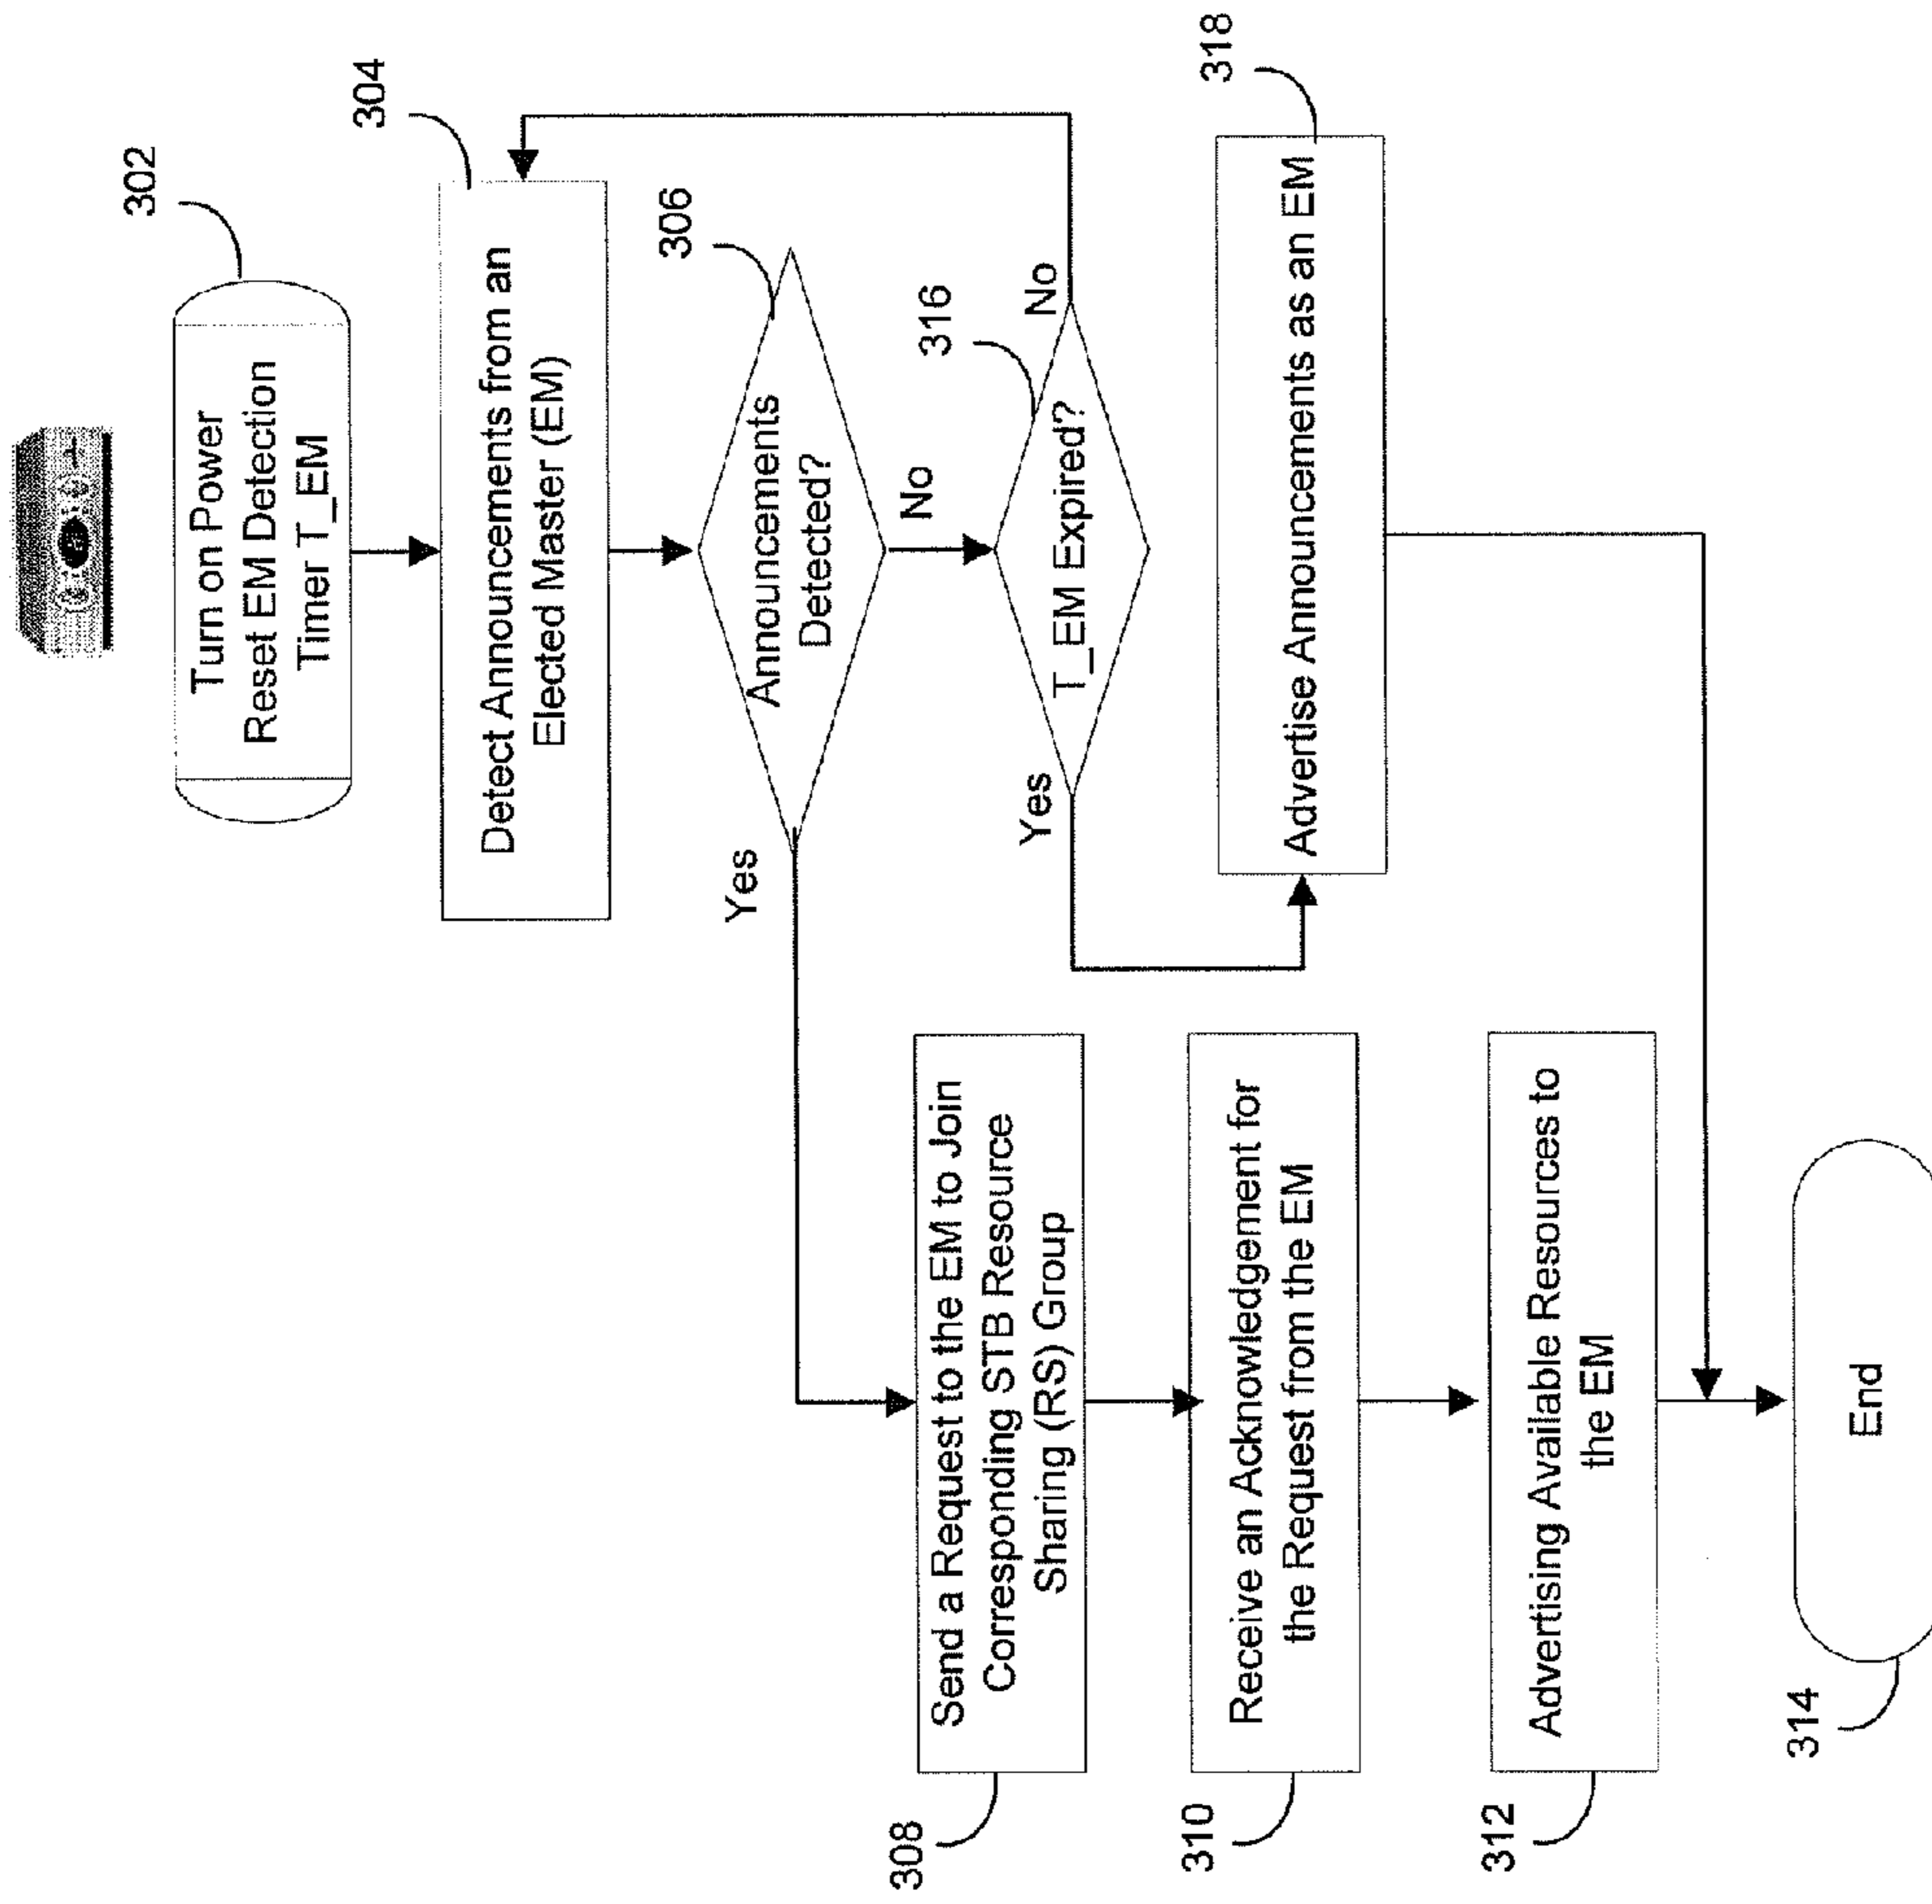 302
Turn on Power
Reset EM Detection
Timer T_EM
304
Detect Announcements from an
Elected Master (EM)
306
Announcements
Detected?
Yes
No
316
T_EM Expired?
Yes
No
318
Advertise Announcements as an EM
308
Send a Request to the EM to Join
Corresponding STB Resource
Sharing (RS) Group
310
Receive an Acknowledgement for
the Request from the EM
312
Advertising Available Resources to
the EM
314
End